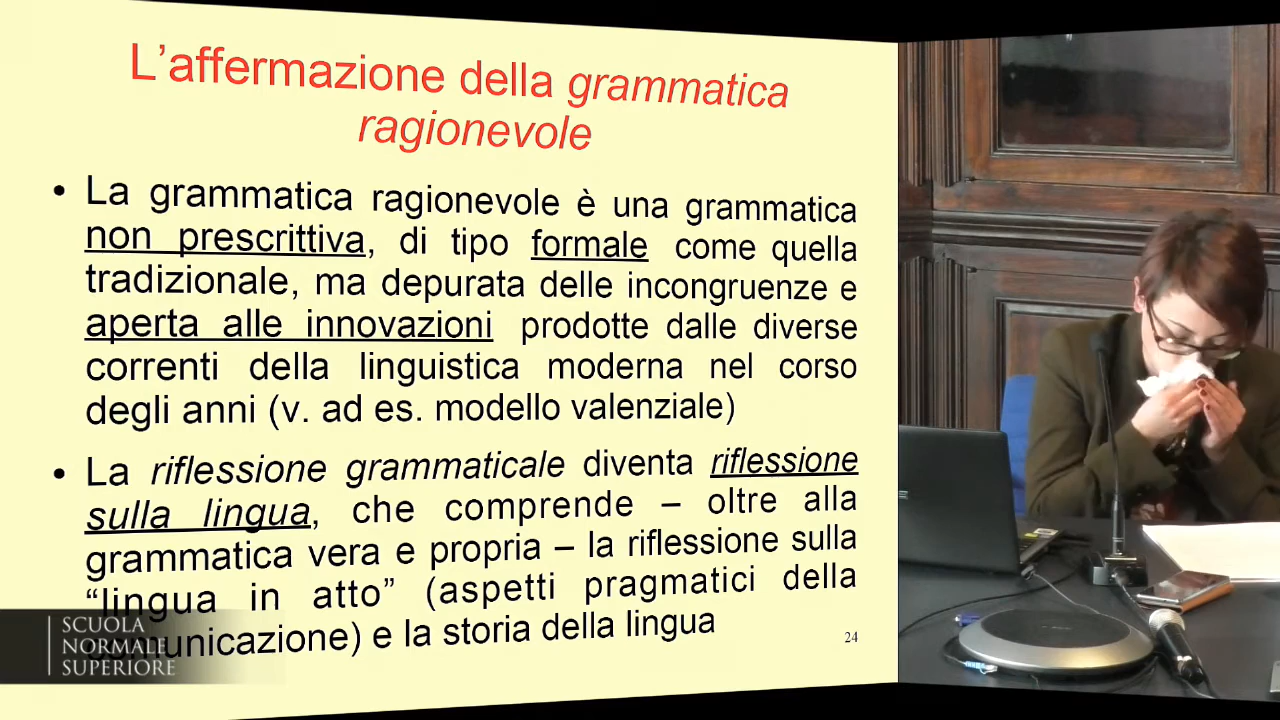 L’affermazione della grammatica
ragionevole
• La grammatica ragionevole è una grammatica
non prescrittiva, di tipo formale come quella
tradizionale, ma depurata delle incongruenze e
aperta alle innovazioni prodotte dalle diverse
correnti della linguistica moderna nel corso
degli anni (v. ad es. modello valenziale)
• La riflessione grammaticale diventa riflessione
sulla lingua, che comprende – oltre alla
grammatica vera e propria – la riflessione sulla
“lingua in atto” (aspetti pragmatici della
comunicazione) e la storia della lingua
24
SCUOLA
NORMALE
SUPERIORE